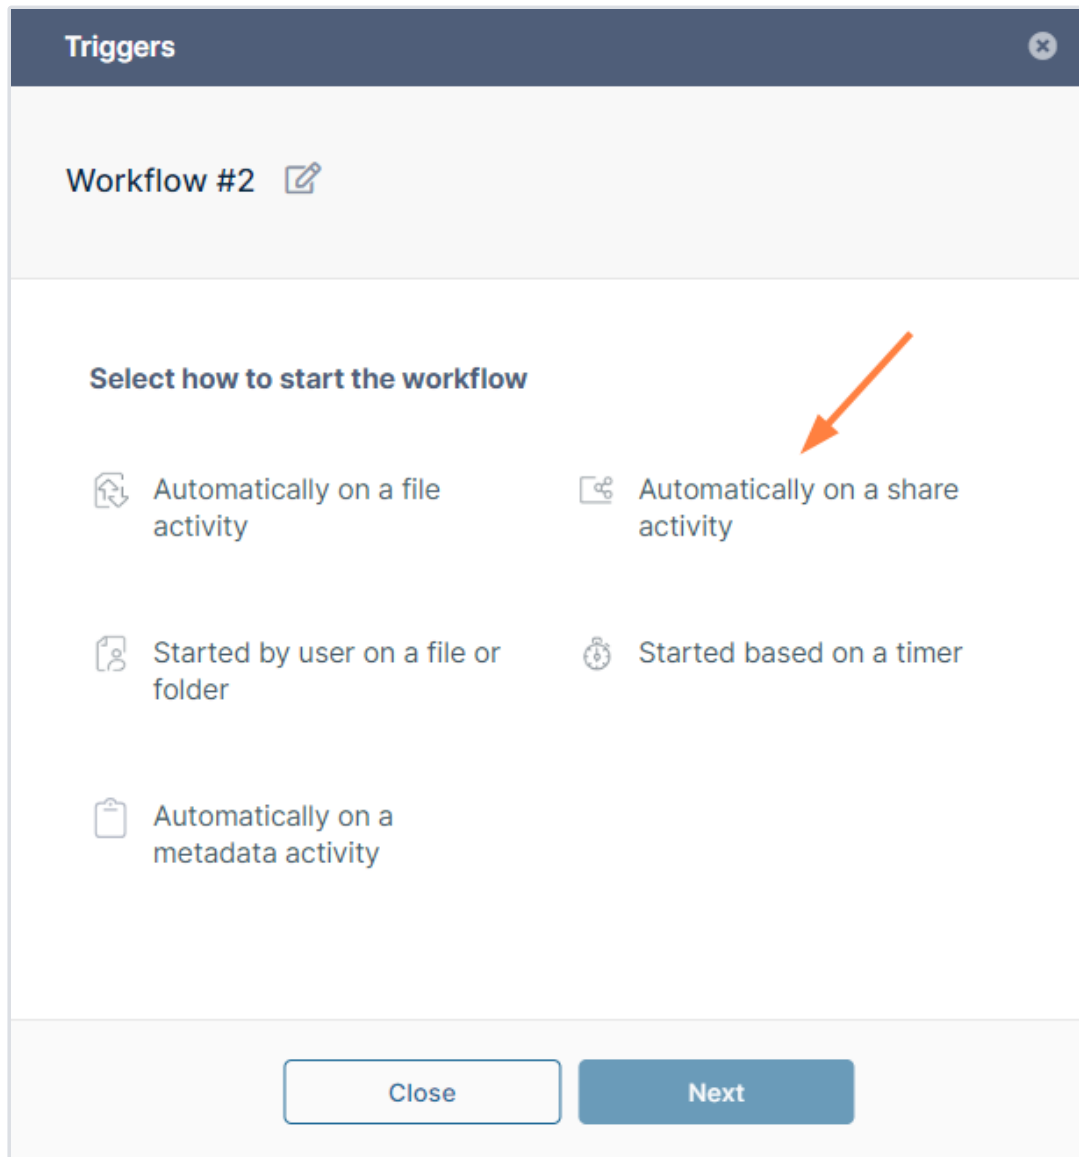 Triggers
Workflow #2
Select how to start the workflow
Automatically on a file
activity
Automatically on a share
activity
Started by user on a file or
folder
Started based on a timer
Automatically on a
metadata activity
Close
Next